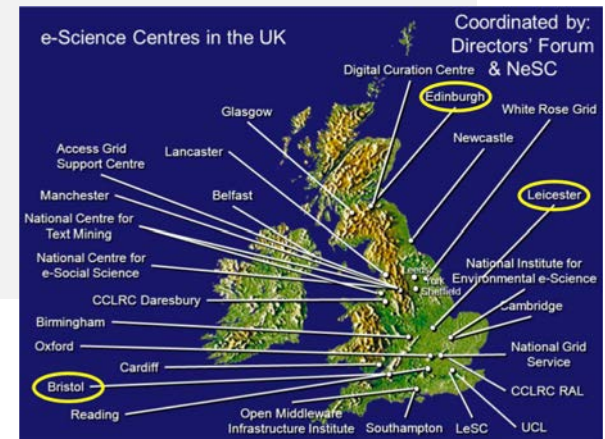 e-Science Centres in the UK
Coordinated by:
Directors' Forum
& NeSC
Digital Curation Centre
Edinburgh
Glasgow
White Rose Grid
Newcastle
Access Grid
Support Centre
Lancaster
Manchester
Belfast
Leicester
National Centre for
Text Mining
National Centre for
e-Social Science
Leeds
York
Sheffield
National Institute for
Environmental e-Science
CCLRC Daresbury
Cambridge
Birmingham
Oxford
National Grid
Service
Cardiff
Bristol
CCLRC RAL
Reading
Open Middleware
Infrastructure Institute
Southampton
LeSC
UCL